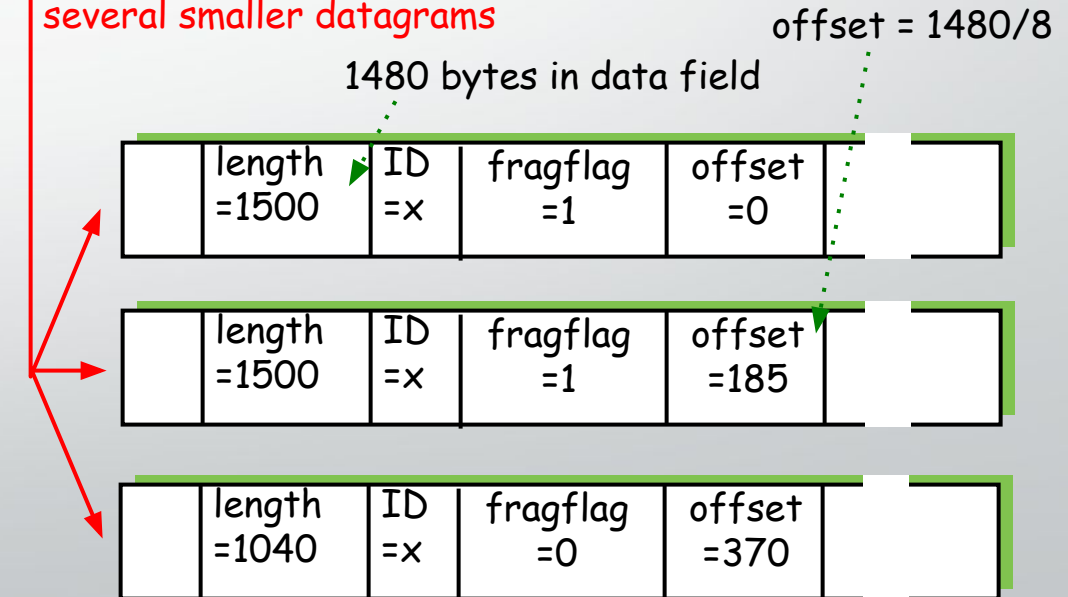 several smaller datagrams
offset = 1480/8
1480 bytes in data field
length ID fragflag offset
=1500 =x =1 =0
length ID fragflag offset
=1500 =x =1 =185
length ID fragflag offset
=1040 =x =0 =370